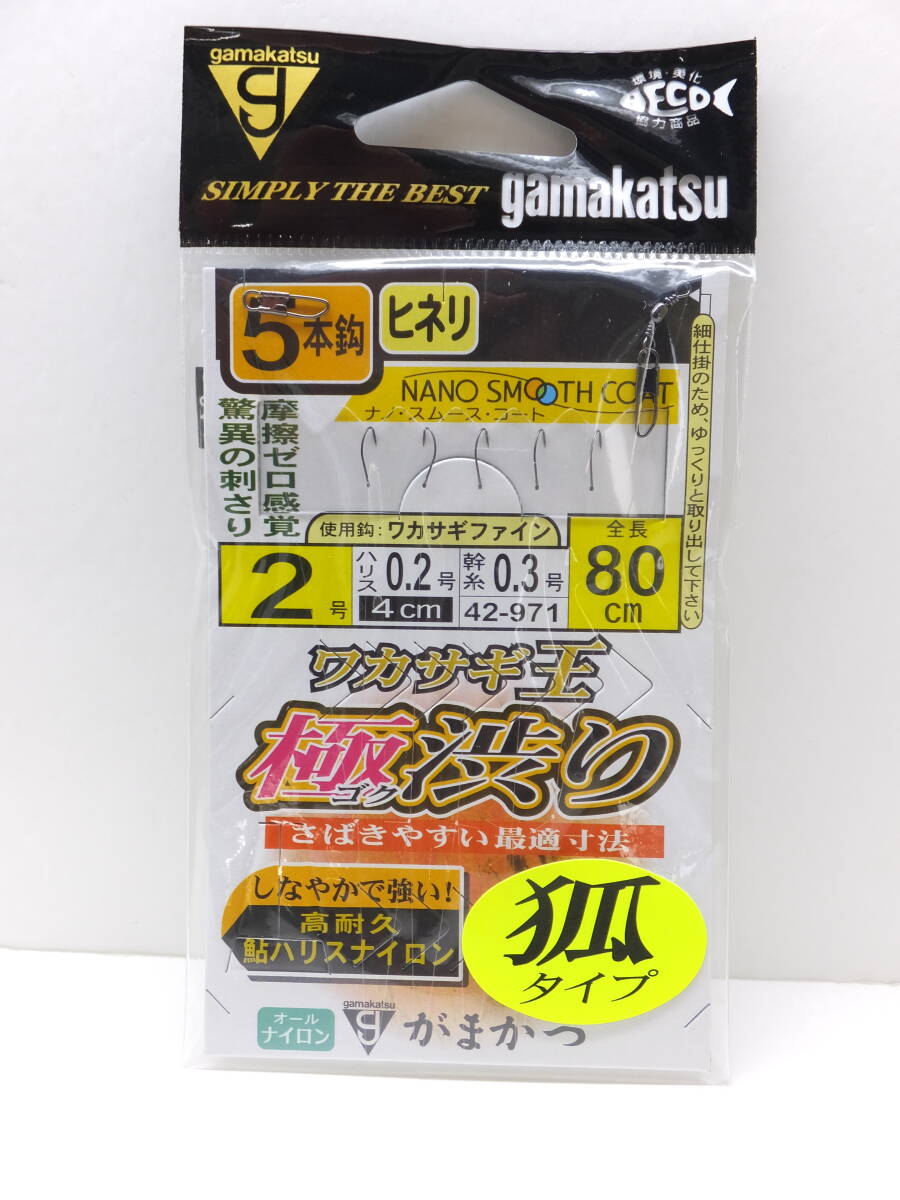 gamakatsu
環境・美化
FECO
協力商品
SIMPLY THE BEST
gamakatsu
5本鈎
ヒネリ
NANO SMOOTH COAT
ナノ・スムース・コート
摩擦ゼロ感覚
驚異の刺さり
細仕掛のため、ゆっくりと取り出して下さい
使用鈎：ワカサギファイン
2号
ハリス 0.2号
4cm
幹糸 0.3号
42-971
全長
80cm
ワカサギ王
極渋り
ゴク
さばきやすい最適寸法
しなやかで強い!
高耐久
鮎ハリスナイロン
狐
タイプ
オール
ナイロン
gamakatsu
がまかつ